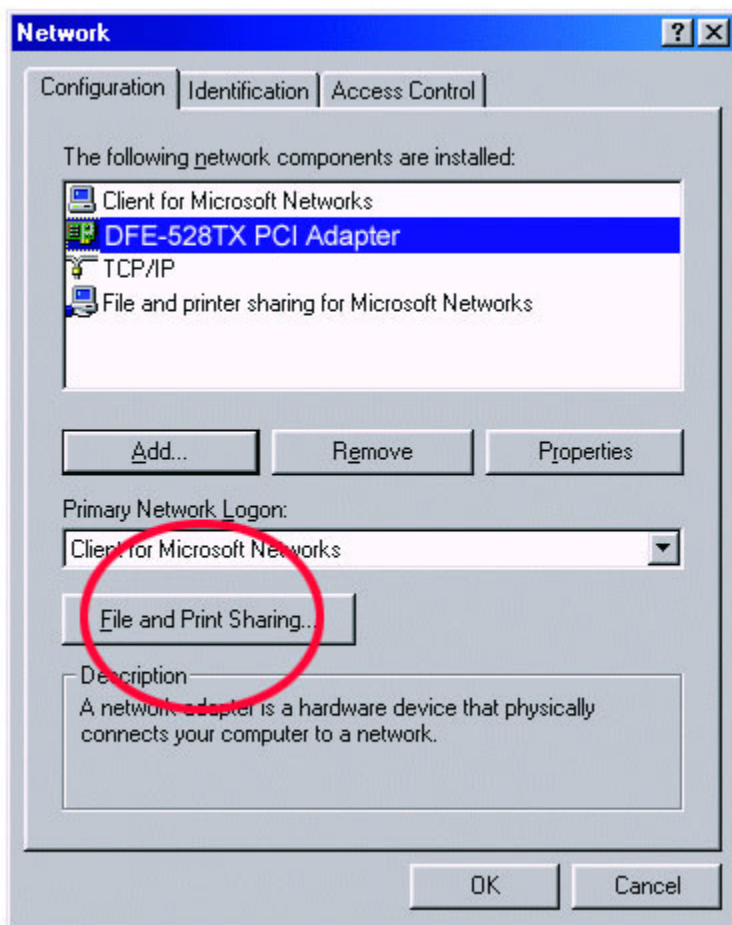 Network
Configuration Identification Access Control
The following network components are installed:
Client for Microsoft Networks
DFE-528TX PCI Adapter
TCP/IP
File and printer sharing for Microsoft Networks
Add... Remove Properties
Primary Network Logon:
Client for Microsoft Networks
File and Print Sharing...
Description
A network adapter is a hardware device that physically
connects your computer to a network.
OK Cancel